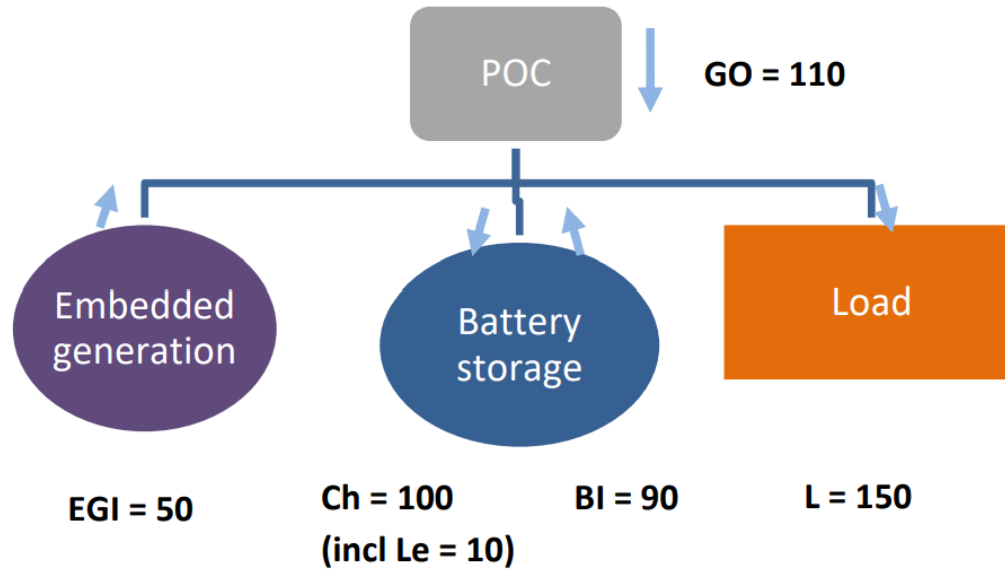 POC
GO = 110
Embedded
generation
Battery
storage
Load
EGI = 50
Ch = 100
(incl Le = 10)
BI = 90
L = 150